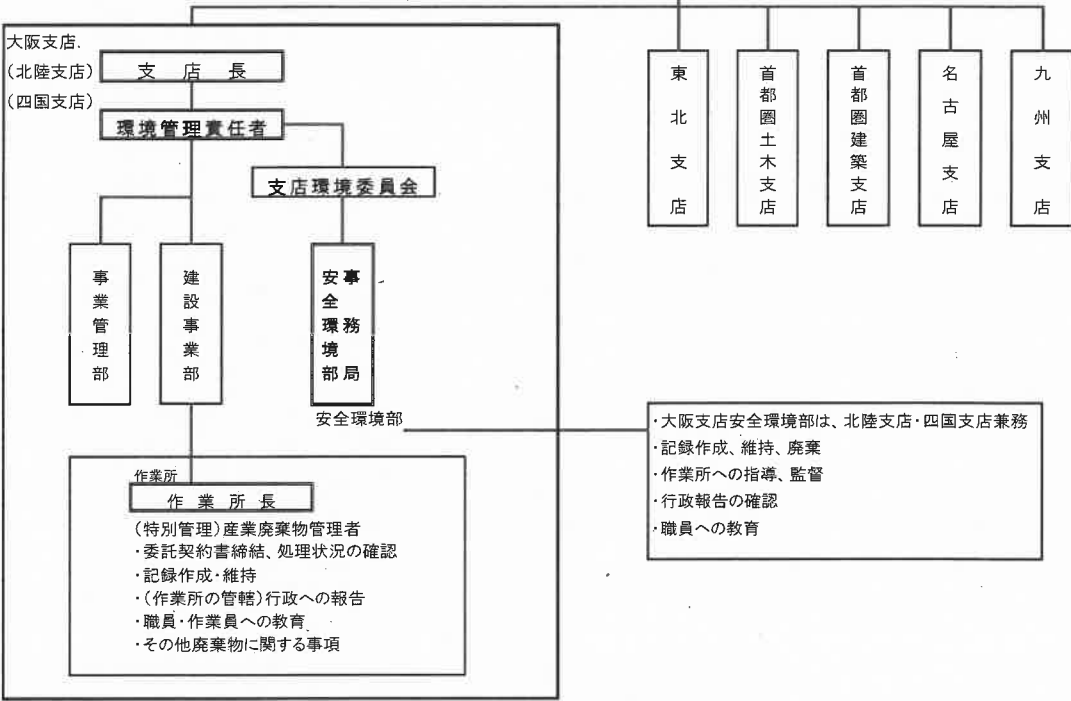 大阪支店.
(北陸支店)
(四国支店)
支店長
環境管理責任者
支店環境委員会
事業管理部
建設事業部
事務局
安全環境部
安全環境部
作業所
作業所長
(特別管理)産業廃棄物管理者
・委託契約書締結、処理状況の確認
・記録作成・維持
・(作業所の管轄)行政への報告
・職員・作業員への教育
・その他廃棄物に関する事項
東北支店
首都圏土木支店
首都圏建築支店
名古屋支店
九州支店
・大阪支店安全環境部は、北陸支店・四国支店兼務
・記録作成、維持、廃棄
・作業所への指導、監督
・行政報告の確認
・職員への教育